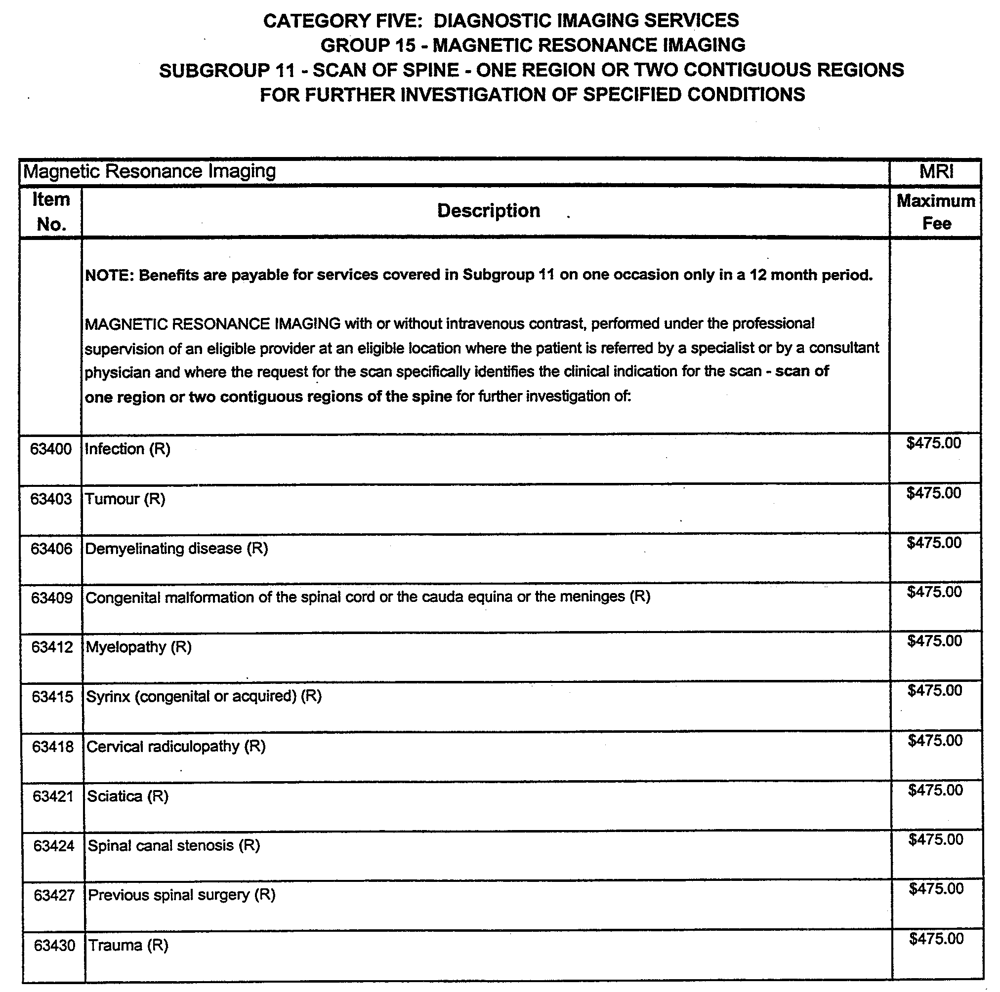 CATEGORY FIVE: DIAGNOSTIC IMAGING SERVICES
GROUP 15 - MAGNETIC RESONANCE IMAGING
SUBGROUP 11 - SCAN OF SPINE - ONE REGION OR TWO CONTIGUOUS REGIONS
FOR FURTHER INVESTIGATION OF SPECIFIED CONDITIONS
Magnetic Resonance Imaging MRI
Item No. Description Maximum Fee
NOTE: Benefits are payable for services covered in Subgroup 11 on one occasion only in a 12 month period.
MAGNETIC RESONANCE IMAGING with or without intravenous contrast, performed under the professional
supervision of an eligible provider at an eligible location where the patient is referred by a specialist or by a consultant
physician and where the request for the scan specifically identifies the clinical indication for the scan - scan of
one region or two contiguous regions of the spine for further investigation of:
63400 Infection (R) $475.00
63403 Tumour (R) $475.00
63406 Demyelinating disease (R) $475.00
63409 Congenital malformation of the spinal cord or the cauda equina or the meninges (R) $475.00
63412 Myelopathy (R) $475.00
63415 Syrinx (congenital or acquired) (R) $475.00
63418 Cervical radiculopathy (R) $475.00
63421 Sciatica (R) $475.00
63424 Spinal canal stenosis (R) $475.00
63427 Previous spinal surgery (R) $475.00
63430 Trauma (R) $475.00